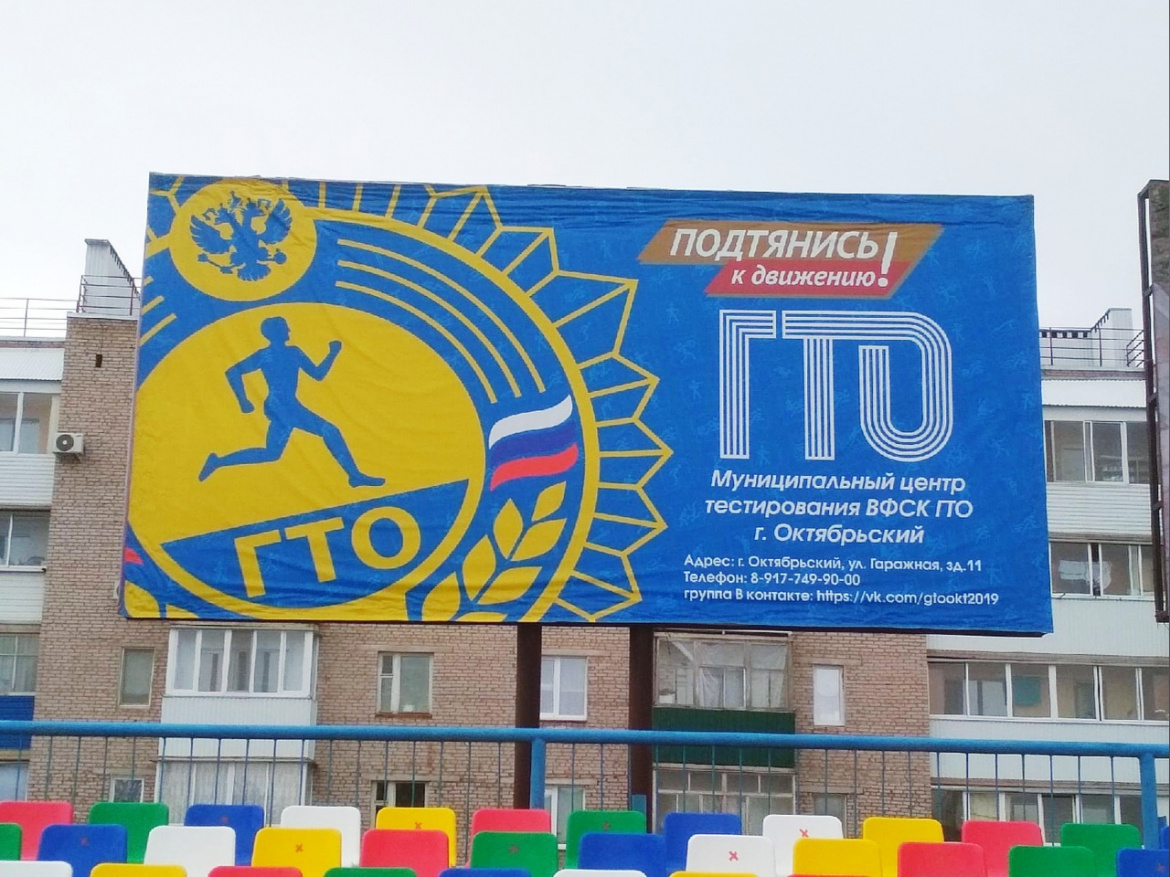 ПОДТЯНИСЬ!
к движению
ГТО
Муниципальный центр
тестирования ВФСК ГТО
г. Октябрьский
Адрес: г. Октябрьский, ул. Гаражная, зд.11
Телефон: 8-917-749-90-00
группа В контакте: https://vk.com/gtookt2019
ГТО